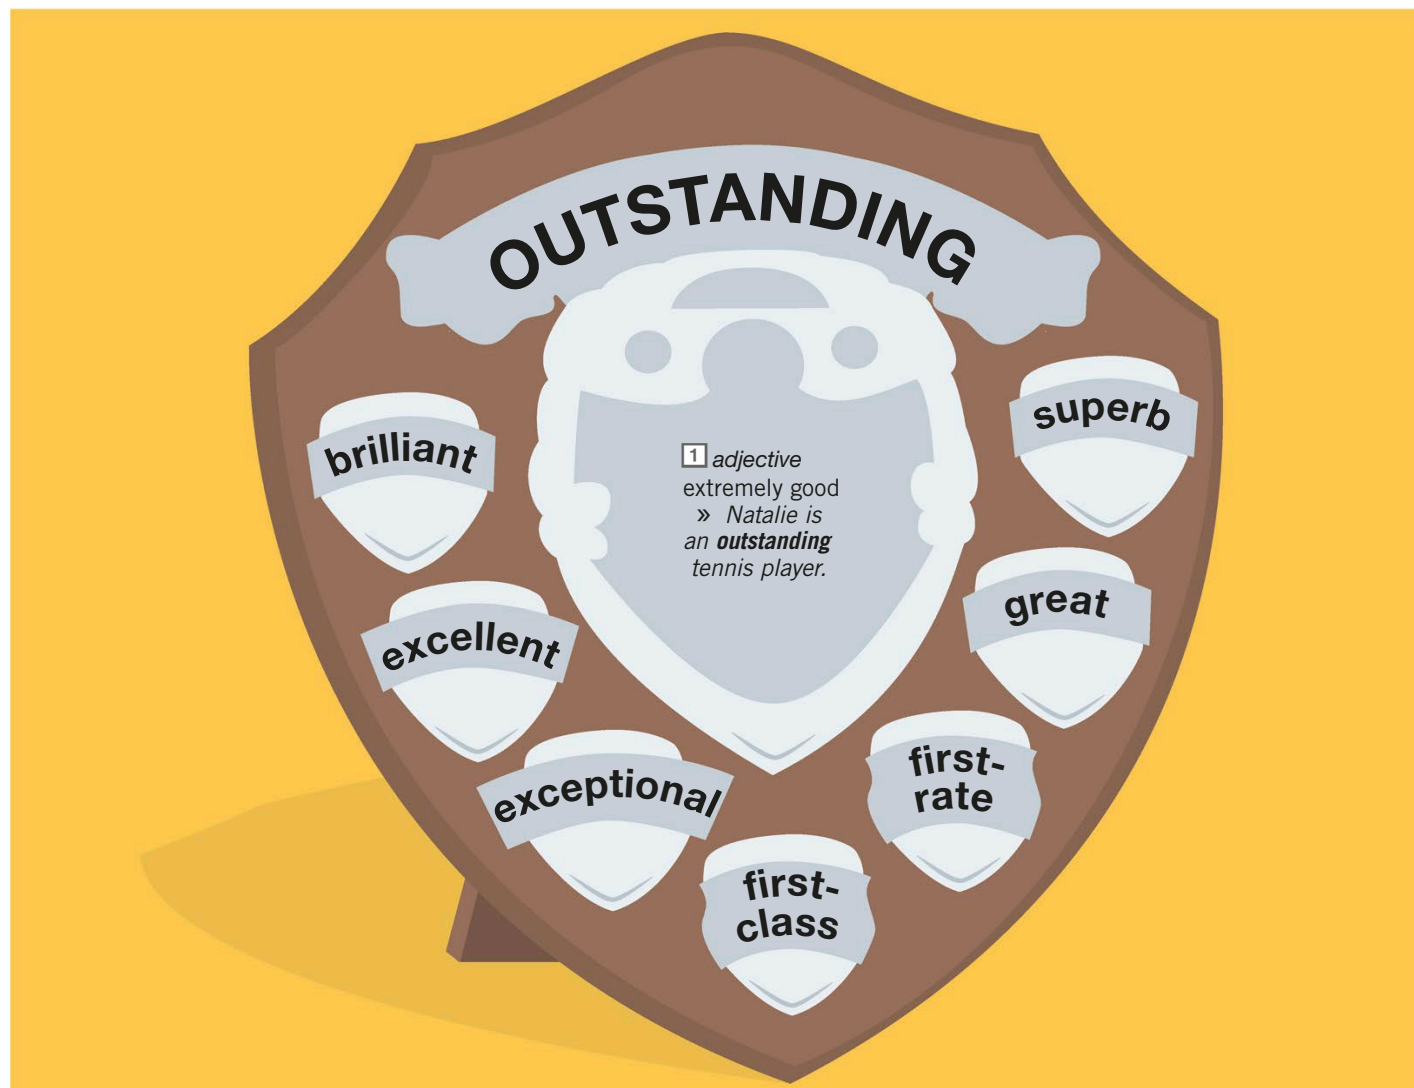 OUTSTANDING
1 adjective
extremely good
» Natalie is
an outstanding
tennis player.
brilliant
excellent
exceptional
first-
class
first-
rate
great
superb